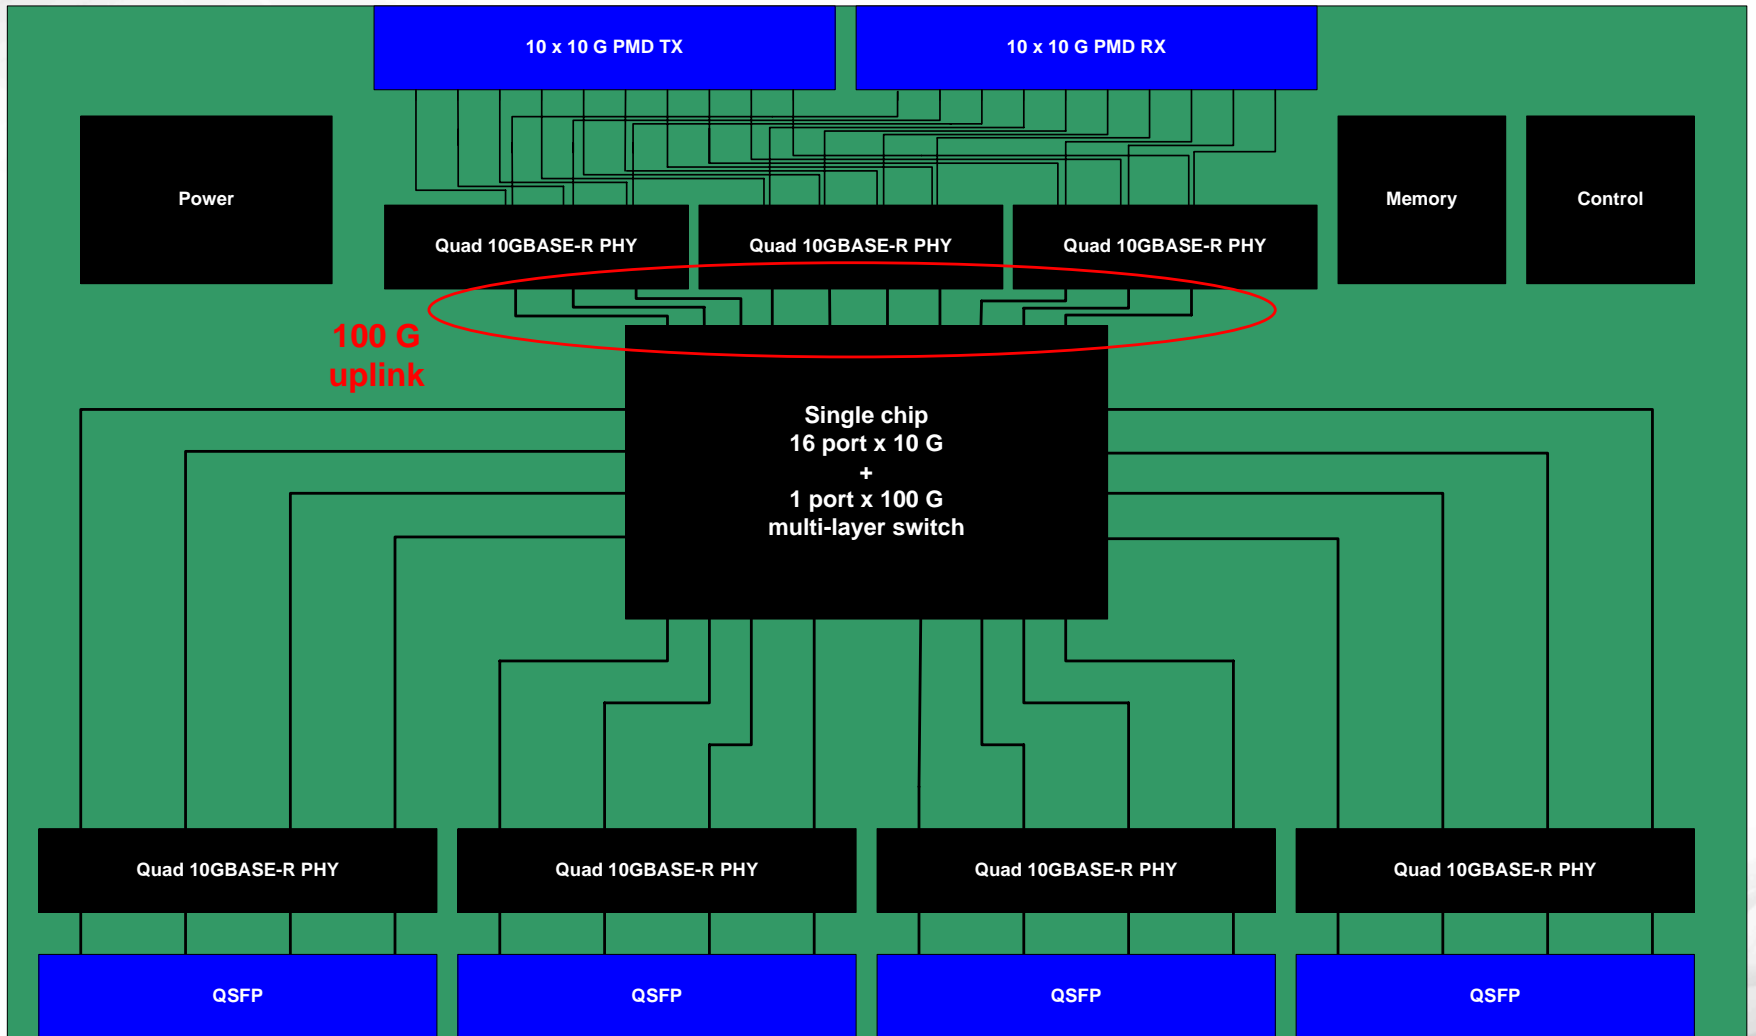 10 x 10 G PMD TX
10 x 10 G PMD RX
Power
Memory
Control
Quad 10GBASE-R PHY
Quad 10GBASE-R PHY
Quad 10GBASE-R PHY
100 G
uplink
Single chip
16 port x 10 G
+
1 port x 100 G
multi-layer switch
Quad 10GBASE-R PHY
Quad 10GBASE-R PHY
Quad 10GBASE-R PHY
Quad 10GBASE-R PHY
QSFP
QSFP
QSFP
QSFP